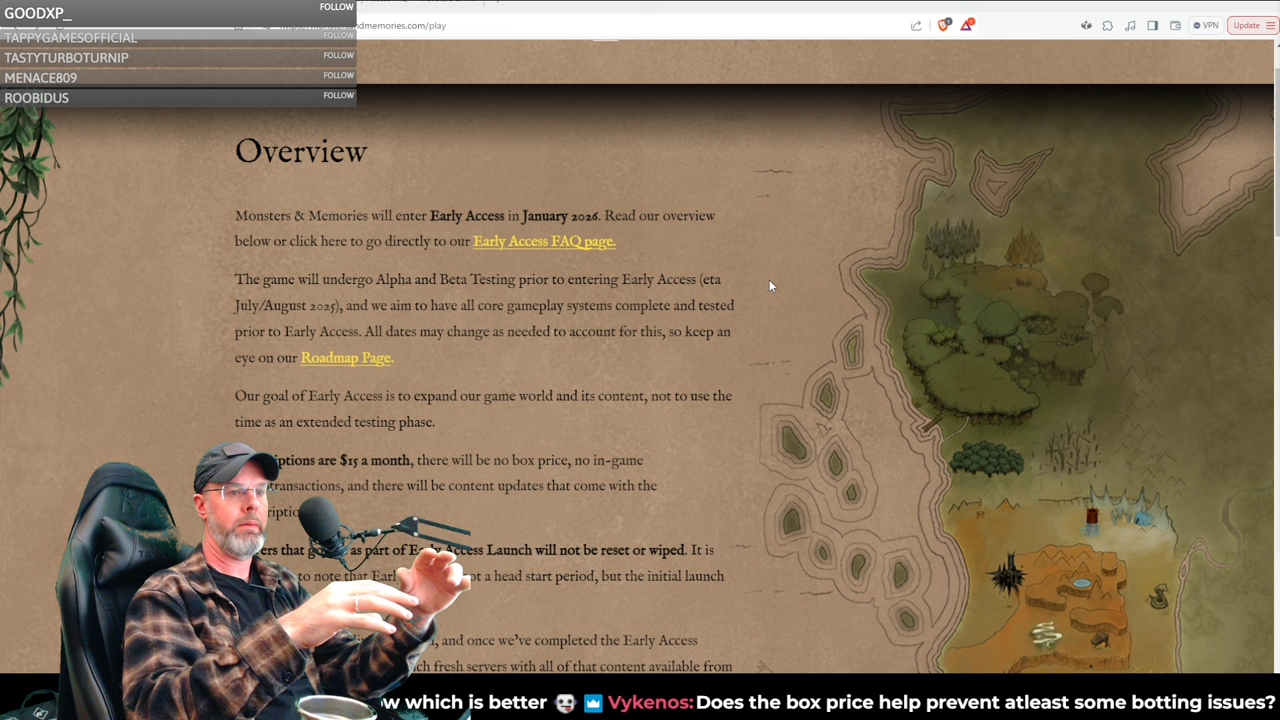 GOODXP_ FOLLOW
TAPPYGAMESOFFICIAL FOLLOW
TASTYTURBOTURNIP FOLLOW
MENACE809 FOLLOW
ROOBIDUS FOLLOW
andmemories.com/play
VPN
Update
Overview
Monsters & Memories will enter Early Access in January 2026. Read our overview
below or click here to go directly to our Early Access FAQ page.
The game will undergo Alpha and Beta Testing prior to entering Early Access (eta
July/August 2025), and we aim to have all core gameplay systems complete and tested
prior to Early Access. All dates may change as needed to account for this, so keep an
eye on our Roadmap Page.
Our goal of Early Access is to expand our game world and its content, not to use the
time as an extended testing phase.
iptions are $15 a month, there will be no box price, no in-game
transactions, and there will be content updates that come with the
ription
ers that go as part of Early Access Launch will not be reset or wiped. It is
to note that Earl ot a head start period, but the initial launch
, and once we've completed the Early Access
ch fresh servers with all of that content available from
ow which is better Vykenos: Does the box price help prevent atleast some botting issues?